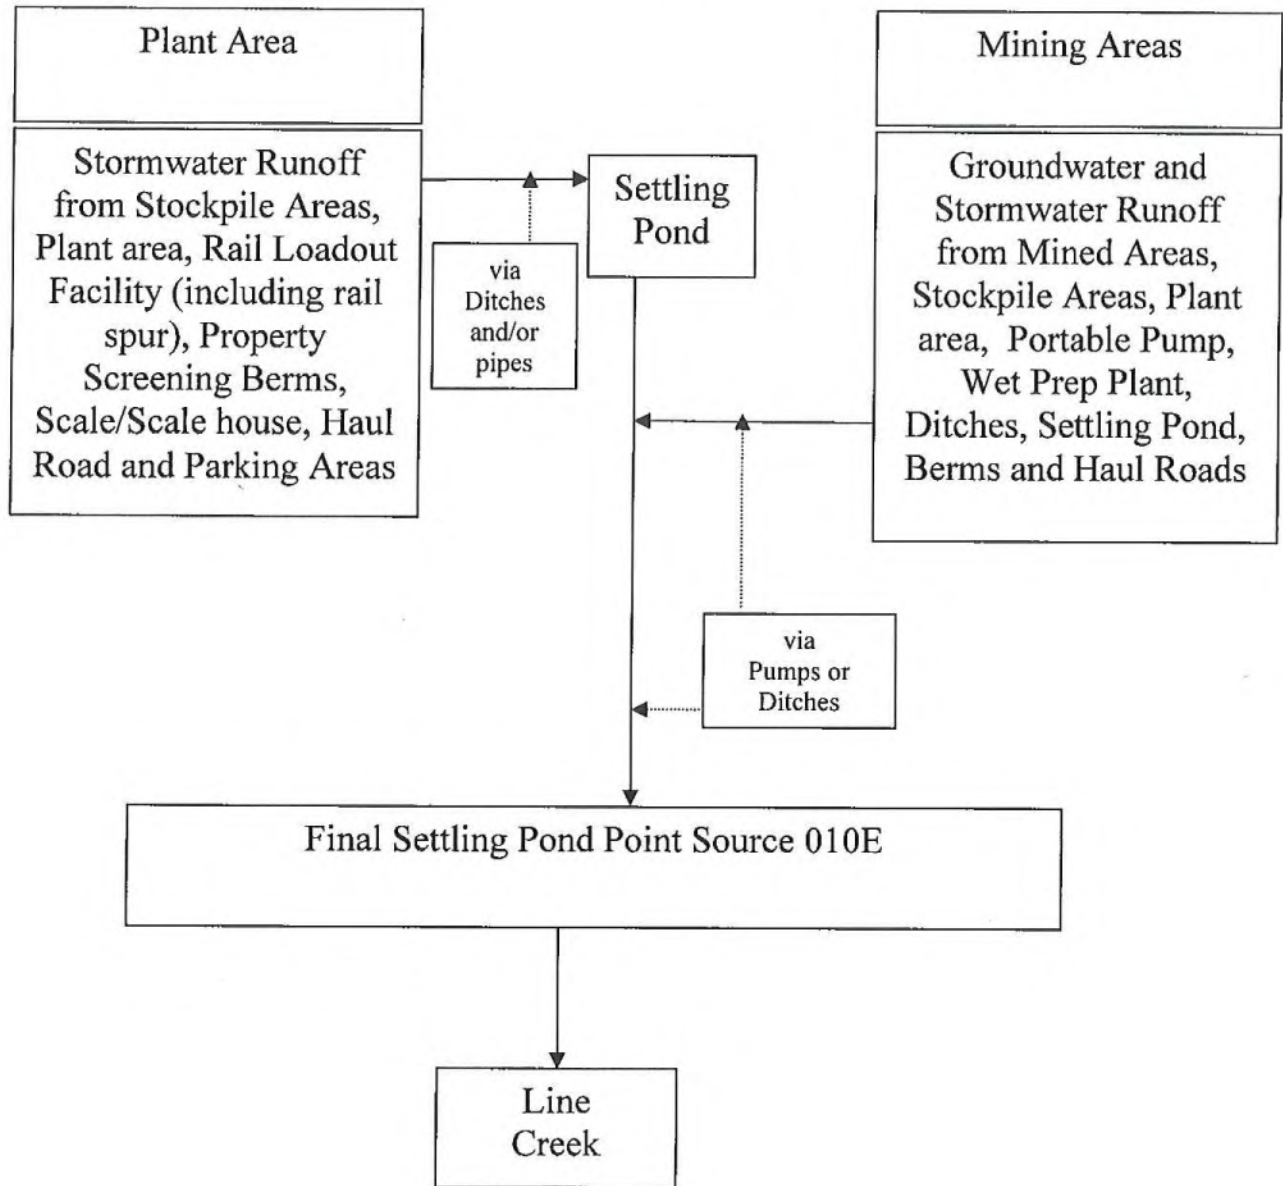 Plant Area
Stormwater Runoff
from Stockpile Areas,
Plant area, Rail Loadout
Facility (including rail
spur), Property
Screening Berms,
Scale/Scale house, Haul
Road and Parking Areas
via
Ditches
and/or
pipes
Settling
Pond
Mining Areas
Groundwater and
Stormwater Runoff
from Mined Areas,
Stockpile Areas, Plant
area, Portable Pump,
Wet Prep Plant,
Ditches, Settling Pond,
Berms and Haul Roads
via
Pumps or
Ditches
Final Settling Pond Point Source 010E
Line
Creek